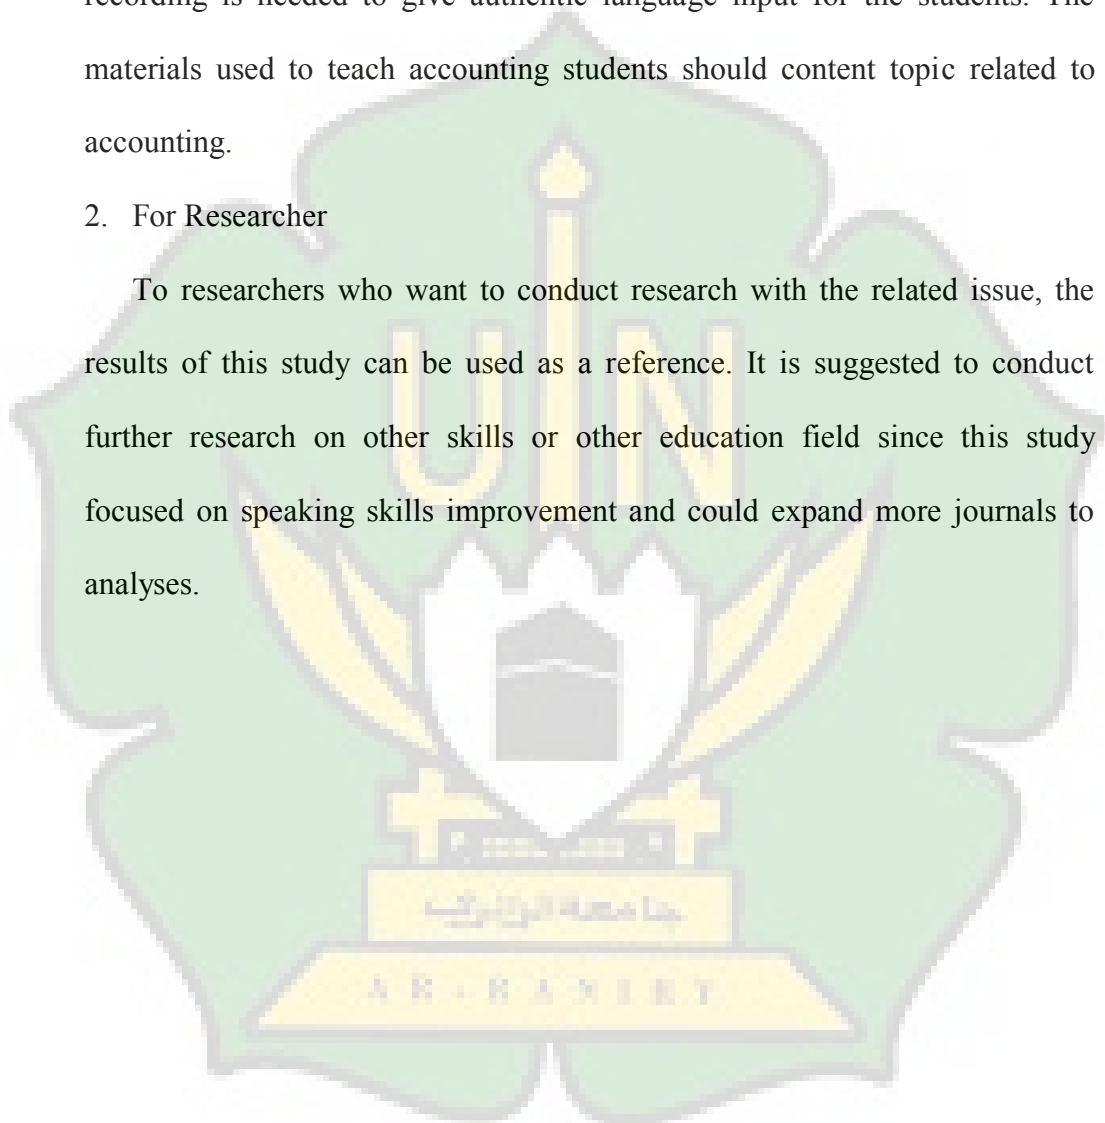 recording is needed to give authentic language input for the students. The
materials used to teach accounting students should content topic related to
accounting.
2. For Researcher
To researchers who want to conduct research with the related issue, the
results of this study can be used as a reference. It is suggested to conduct
further research on other skills or other education field since this study
focused on speaking skills improvement and could expand more journals to
analyses.
UIN
جامعة الرانيري
AR-RANIRY